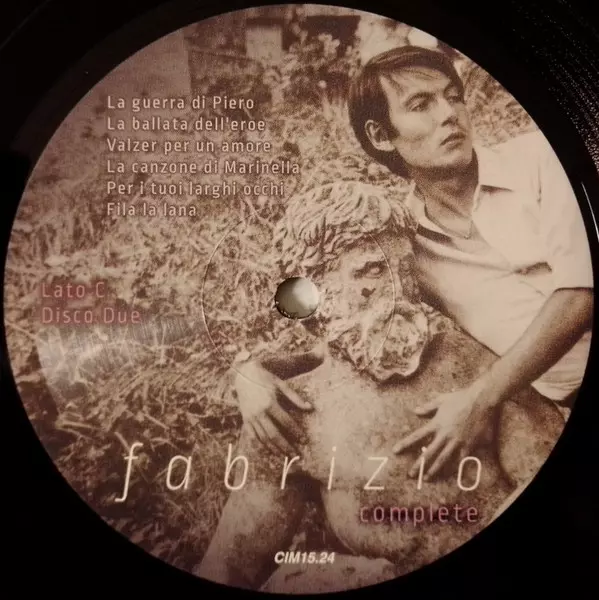 La guerra di Piero
La ballata dell'eroe
Valzer per un amore
La canzone di Marinella
Per i tuoi larghi occhi
Fila la lana
Lato C
Disco Due
fabrizio
complete
CIM15.24